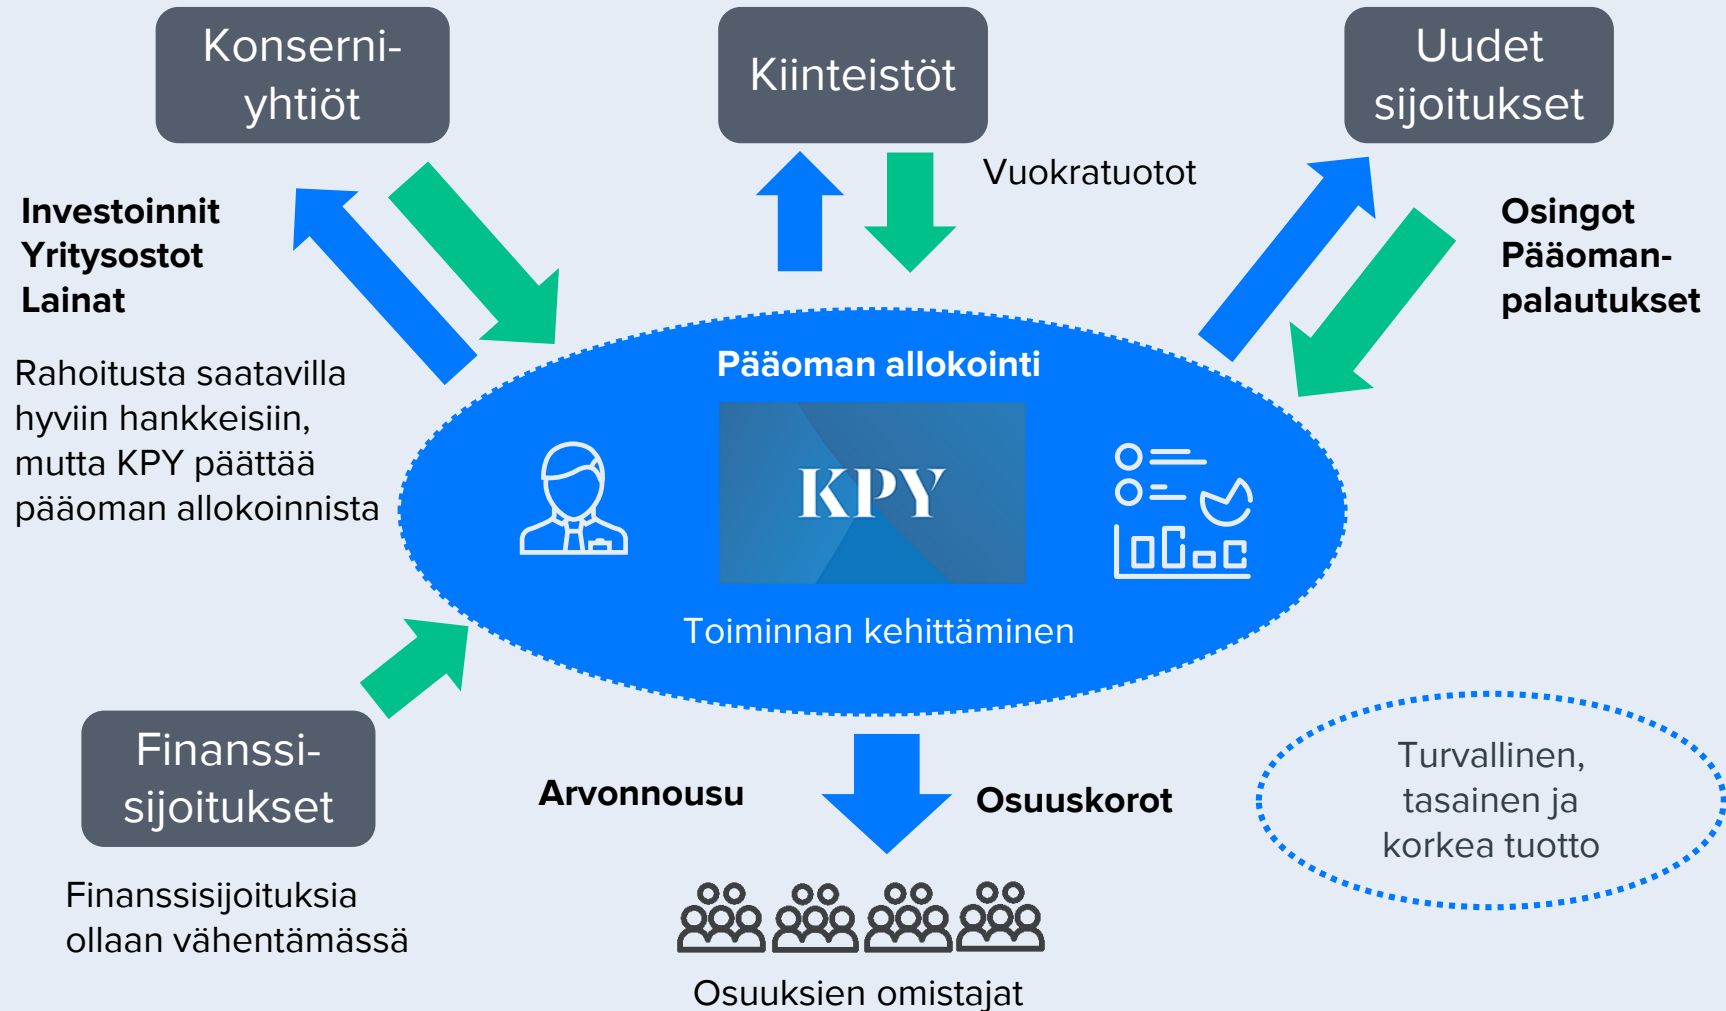 Konserni-
yhtiöt
Kiinteistöt
Uudet
sijoitukset
Vuokratuotot
Investoinnit
Yritysostot
Lainat
Osingot
Pääoman-
palautukset
Rahoitusta saatavilla
hyviin hankkeisiin,
mutta KPY päättää
pääoman allokoinnista
Pääoman allokointi
KPY
Toiminnan kehittäminen
Finanssi-
sijoitukset
Finanssisijoituksia
ollaan vähentämässä
Arvonnousu
Osuuskorot
Turvallinen,
tasainen ja
korkea tuotto
Osuuksien omistajat